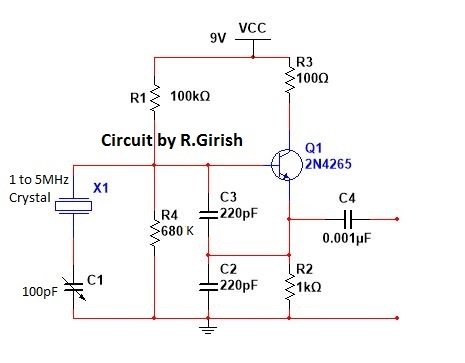 VCC
9V
R3
100Ω
R1
100kΩ
Circuit by R.Girish
Q1
2N4265
1 to 5MHz
Crystal
X1
C3
220pF
C4
0.001µF
R4
680 K
C1
100pF
C2
220pF
R2
1kΩ